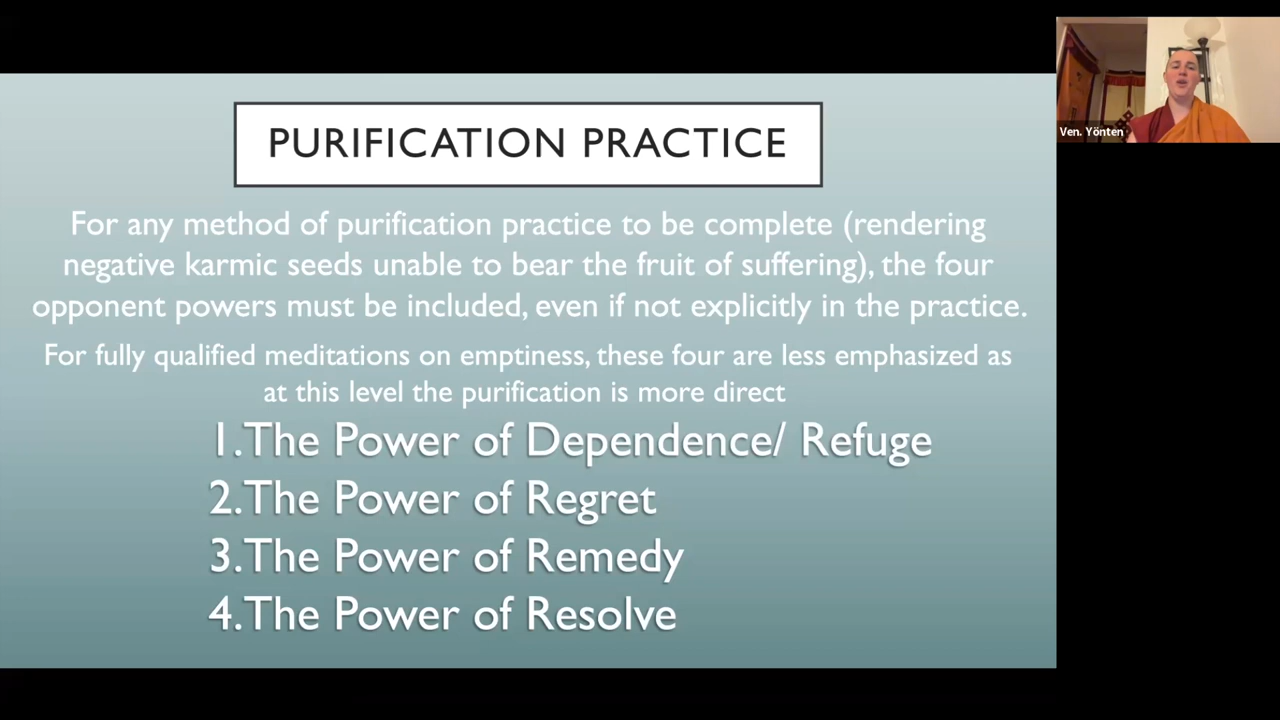 PURIFICATION PRACTICE
For any method of purification practice to be complete (rendering
negative karmic seeds unable to bear the fruit of suffering), the four
opponent powers must be included, even if not explicitly in the practice.
For fully qualified meditations on emptiness, these four are less emphasized as
at this level the purification is more direct
1.The Power of Dependence/ Refuge
2.The Power of Regret
3.The Power of Remedy
4.The Power of Resolve
Ven. Yönten